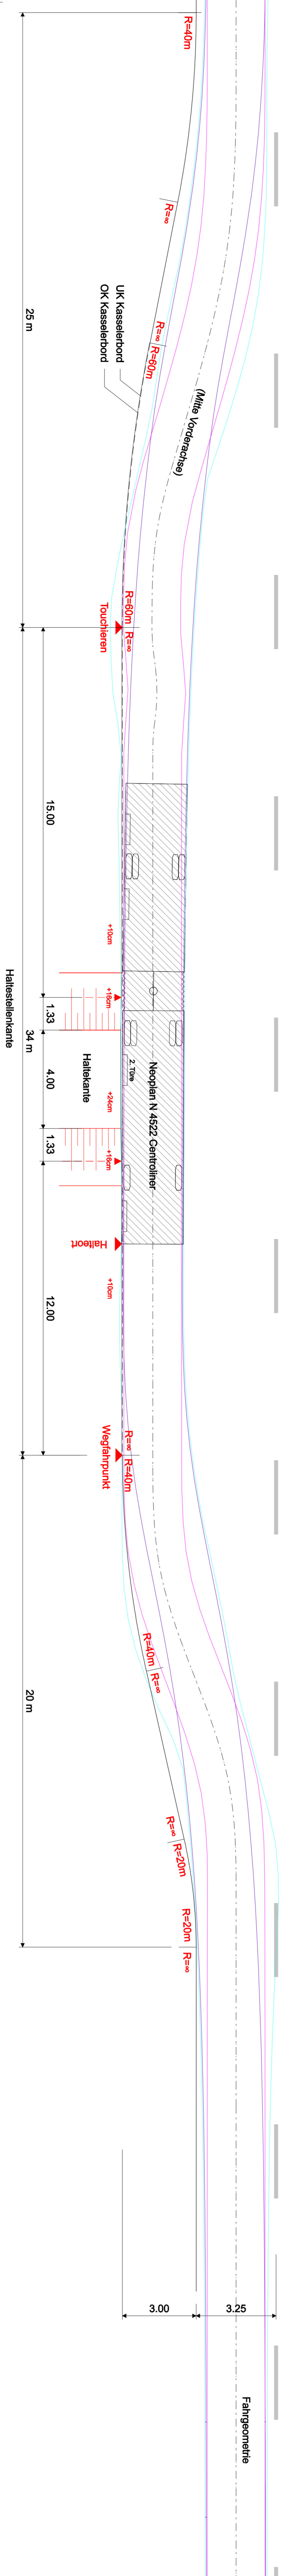 R=40m
R=∞
R=∞
R=60m
UK Kasselerbord
OK Kasselerbord
(Mitte Vorderachse)
25 m
R=60m
R=∞
Touchieren
15.00
+10cm
+16cm
1.33
34 m
Haltestellenkante
4.00
Haltekante
+24cm
2. Türe
Neoplan N 4522 Centroliner
1.33
+16cm
Halteort
+10cm
12.00
R=∞
R=40m
Wegfahrpunkt
R=40m
R=∞
20 m
R=∞
R=20m
R=20m
R=∞
3.00
3.25
Fahrgeometrie